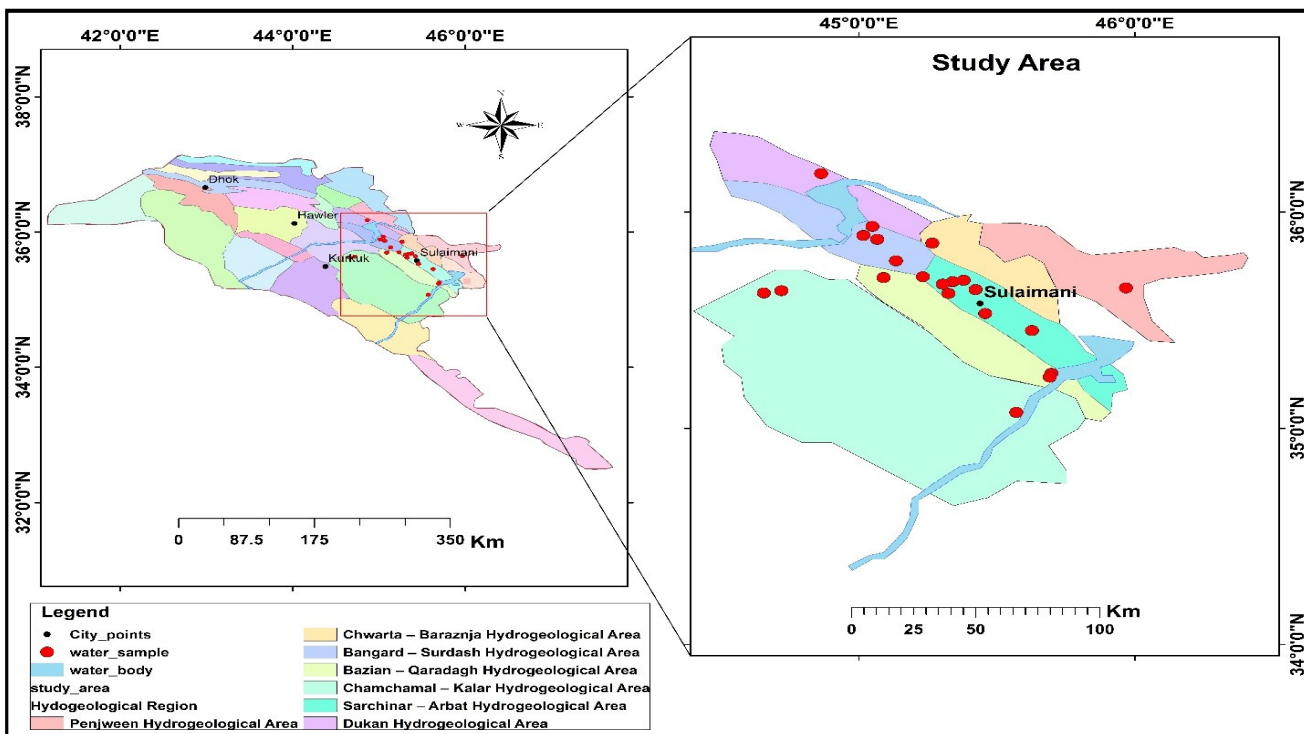 42°0'0"E 44°0'0"E 46°0'0"E
38°0'0"N
36°0'0"N
34°0'0"N
32°0'0"N
N
W E
S
Dhok
Hawler
Kurkuk
Sulaimani
0 87.5 175 350 Km
Legend
City_points
water_sample
water_body
study_area
Hydogeological Region
Penjween Hydrogeological Area
Chwarta – Baraznja Hydrogeological Area
Bangard – Surdash Hydrogeological Area
Bazian – Qaradagh Hydrogeological Area
Chamchamal – Kalar Hydrogeological Area
Sarchinar – Arbat Hydrogeological Area
Dukan Hydrogeological Area
45°0'0"E 46°0'0"E
Study Area
Sulaimani
36°0'0"N
35°0'0"N
34°0'0"N
Km
0 25 50 75 100